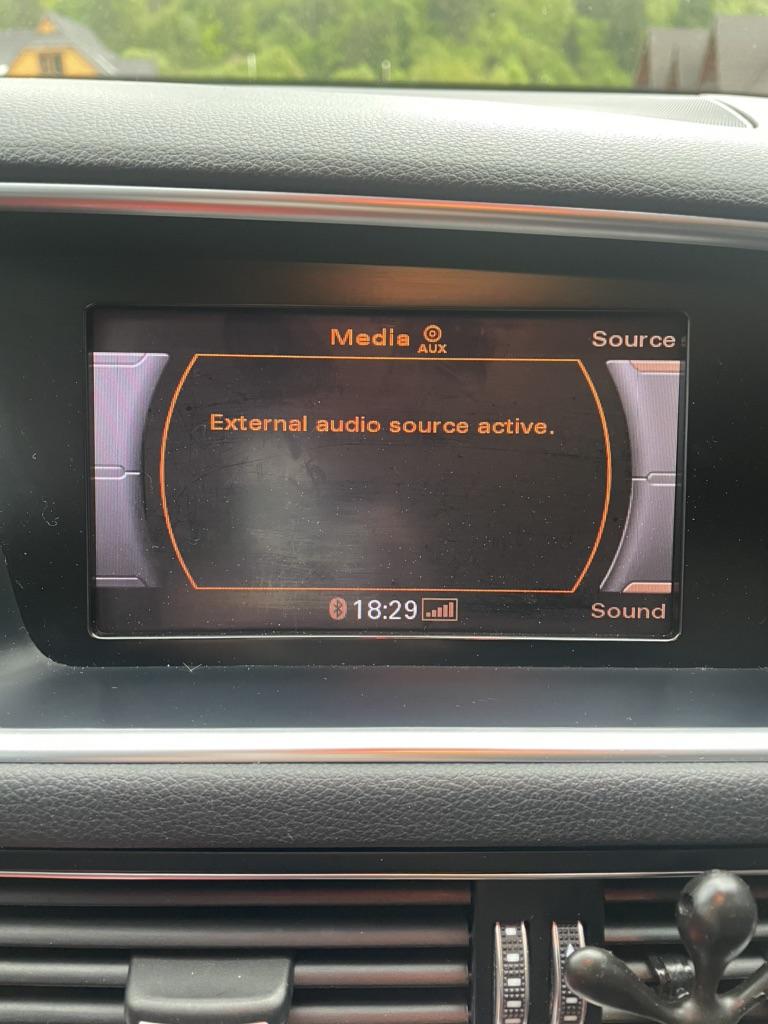 Media AUX
Source
External audio source active.
18:29
Sound